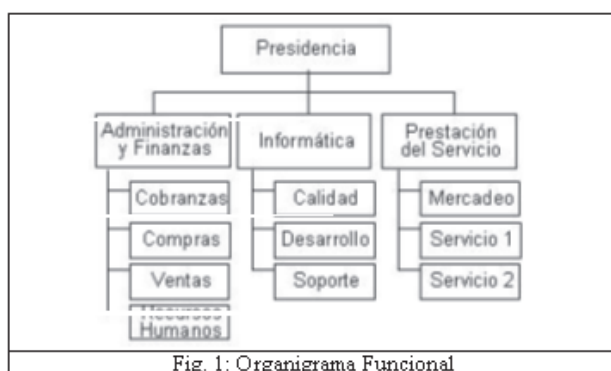 Presidencia
Administración
y Finanzas
Informática
Prestación
del Servicio
Cobranzas
Calidad
Mercadeo
Compras
Desarrollo
Servicio 1
Ventas
Soporte
Servicio 2
Recursos
Humanos
Fig. 1: Organigrama Funcional